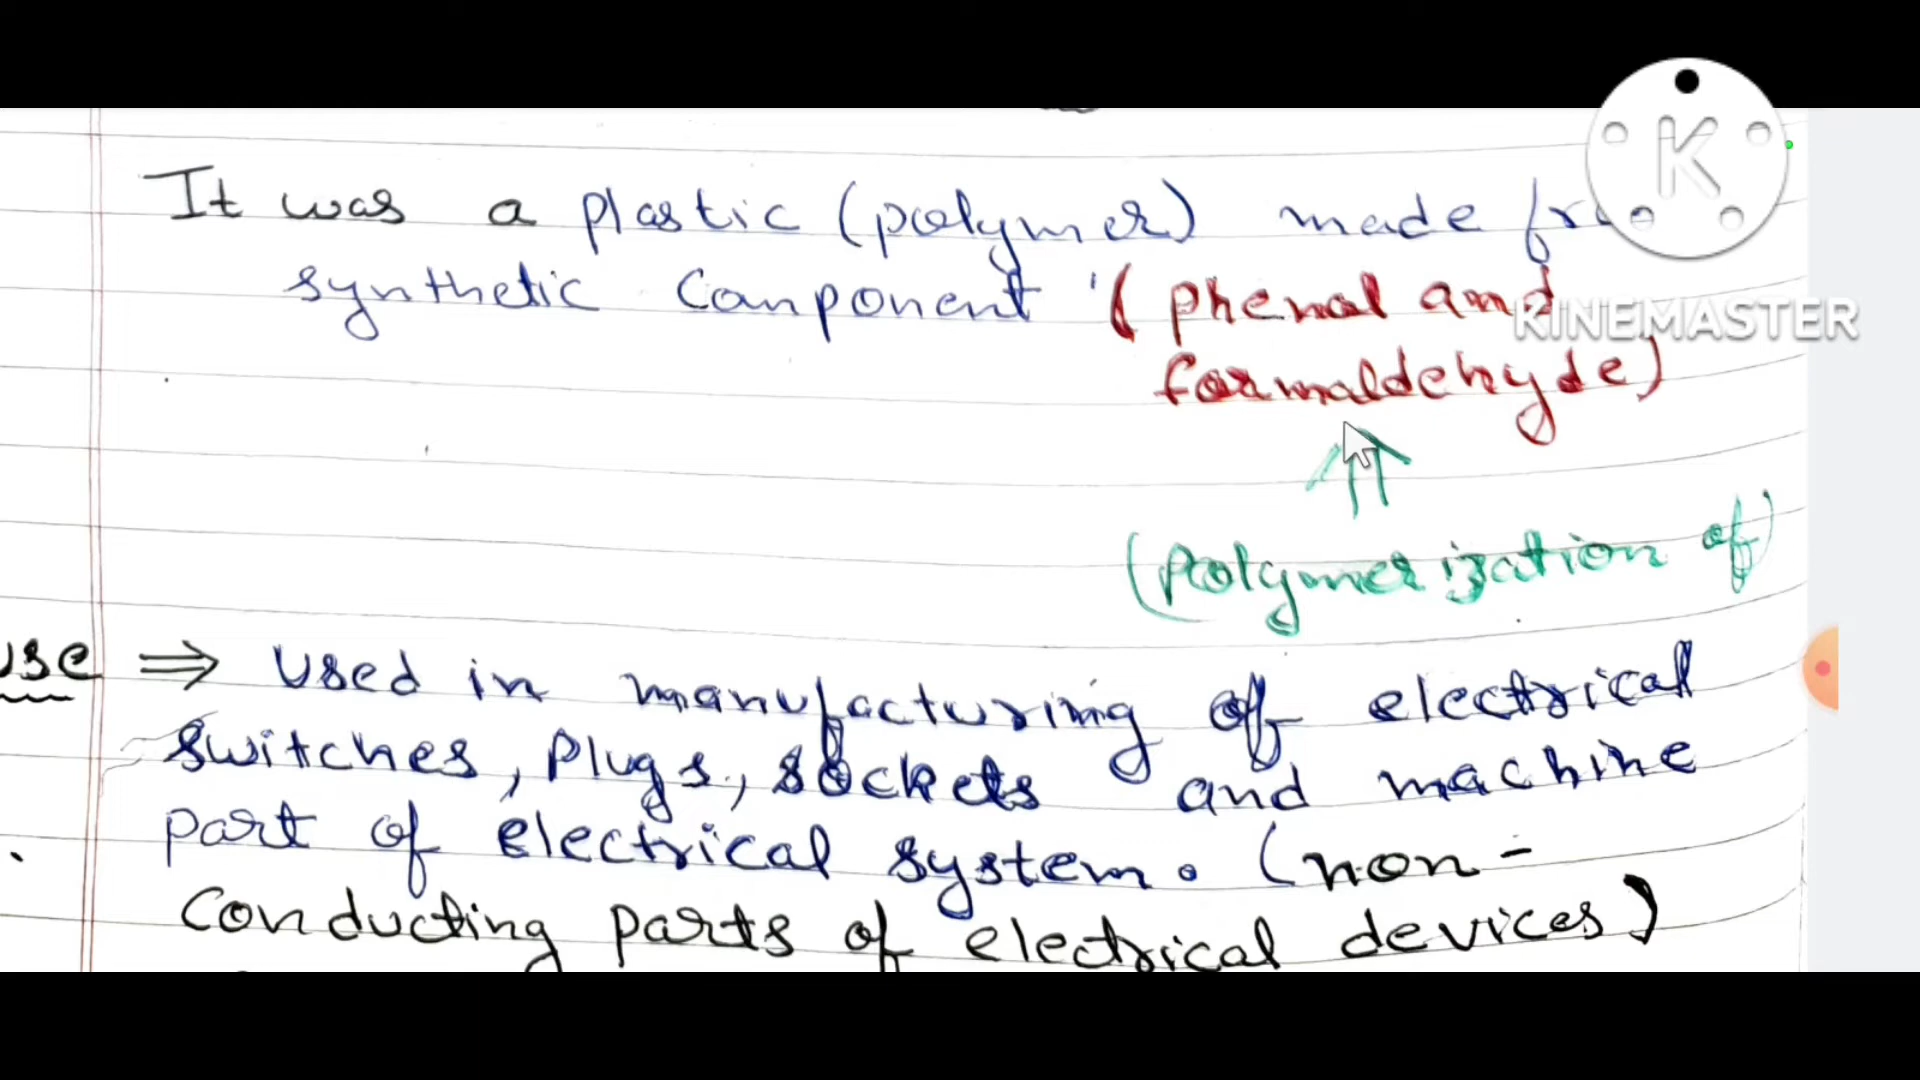 It was a plastic (polymer) made fr
synthetic Component (phenol and
formaldehyde)
(Polymerization of)
use ⇒ used in manufacturing of electrical
switches, plugs, sockets and machine
part of electrical system. (non-
conducting parts of electrical devices)
K
KINEMASTER